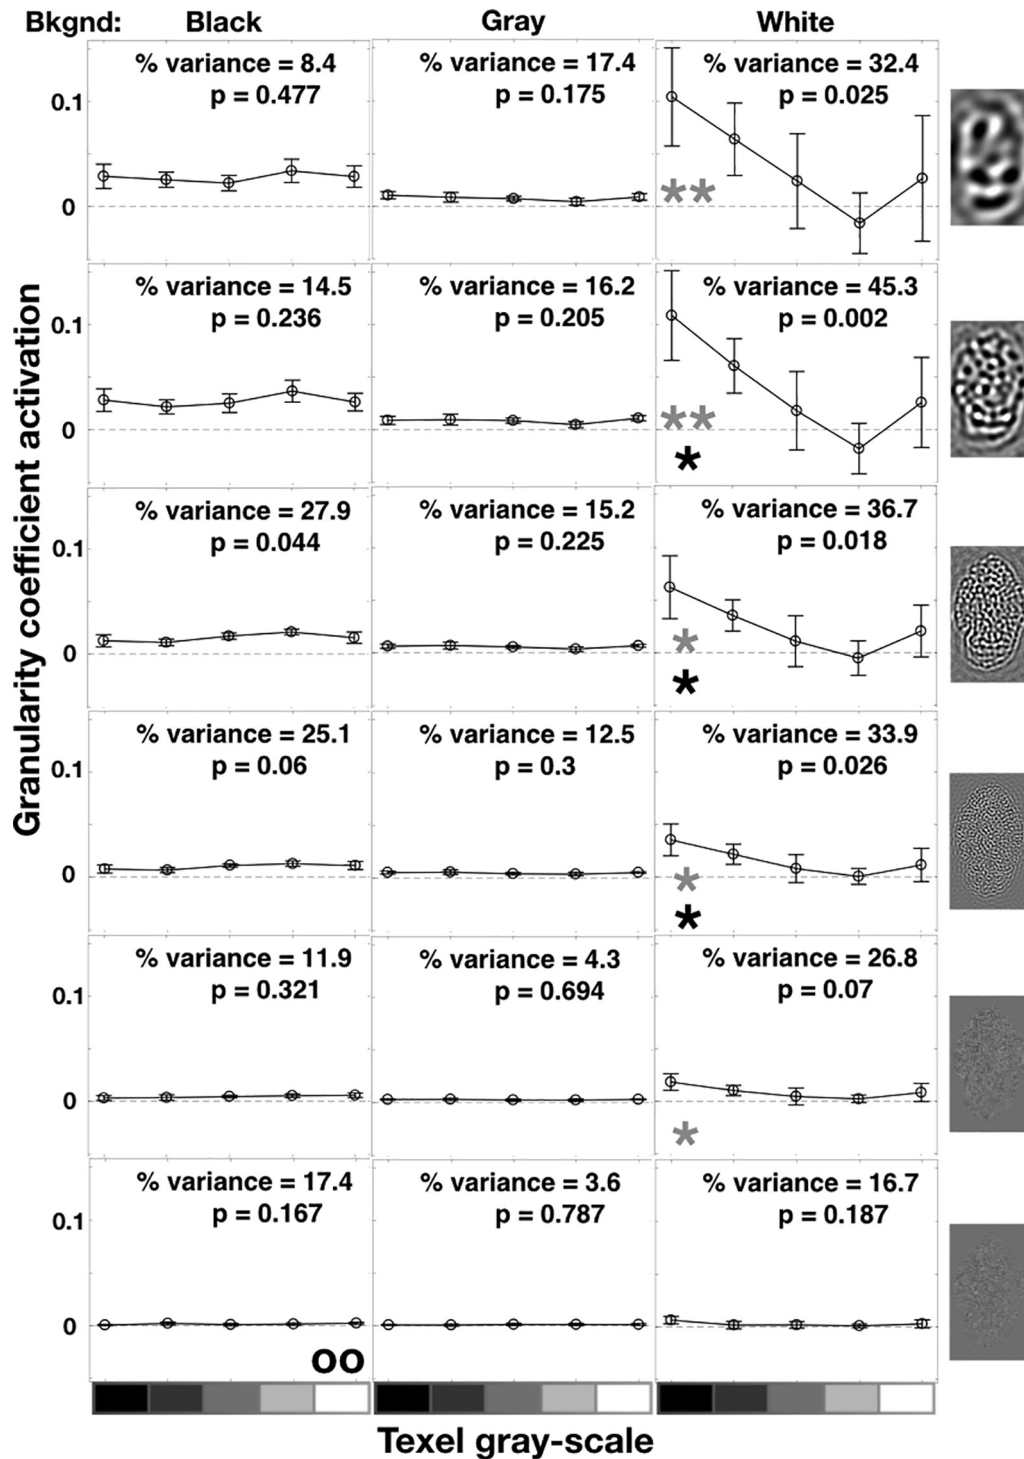 Bkgnd: Black Gray White
% variance = 8.4 % variance = 17.4 % variance = 32.4
p = 0.477 p = 0.175 p = 0.025
0.1
**
0
% variance = 14.5 % variance = 16.2 % variance = 45.3
p = 0.236 p = 0.205 p = 0.002
0.1
**
0
*
% variance = 27.9 % variance = 15.2 % variance = 36.7
p = 0.044 p = 0.225 p = 0.018
0.1
*
0
*
% variance = 25.1 % variance = 12.5 % variance = 33.9
p = 0.06 p = 0.3 p = 0.026
0.1
0 *
*
% variance = 11.9 % variance = 4.3 % variance = 26.8
p = 0.321 p = 0.694 p = 0.07
0.1
0
*
% variance = 17.4 % variance = 3.6 % variance = 16.7
p = 0.167 p = 0.787 p = 0.187
0.1
0
oo
Granularity coefficient activation
Texel gray-scale